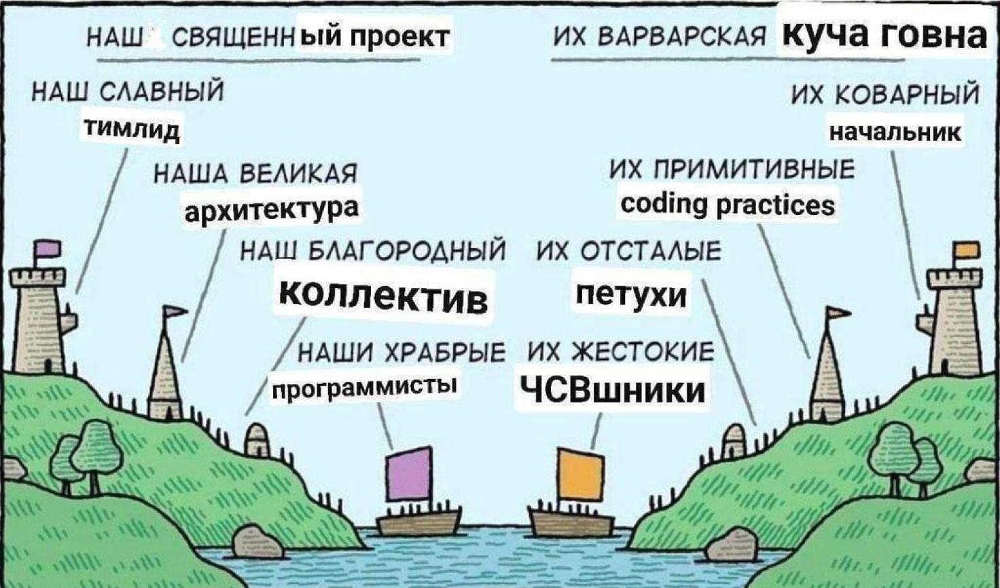 НАШ СВЯЩЕННый проект
ИХ ВАРВАРСКАЯ куча говна
НАШ СЛАВНЫЙ
тимлид
ИХ КОВАРНЫЙ
начальник
НАША ВЕЛИКАЯ
архитектура
ИХ ПРИМИТИВНЫЕ
coding practices
НАШ БЛАГОРОДНЫЙ
коллектив
ИХ ОТСТАЛЫЕ
петухи
НАШИ ХРАБРЫЕ
программисты
ИХ ЖЕСТОКИЕ
ЧСВшники